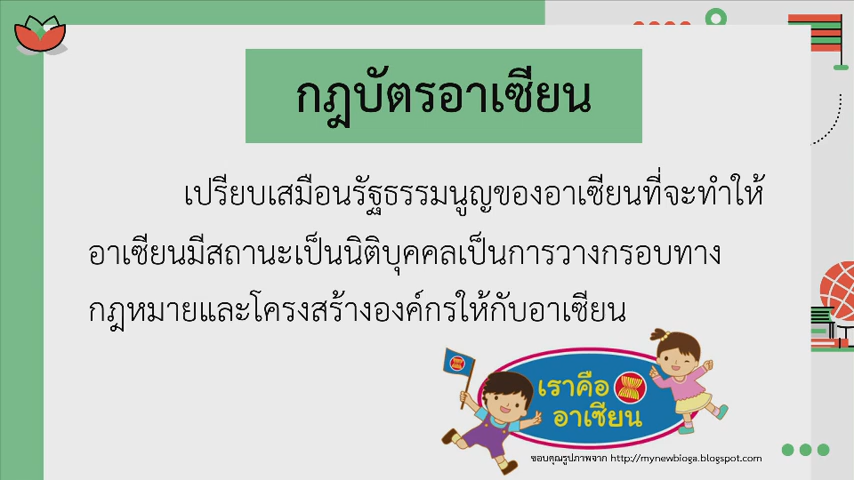 กฎบัตรอาเซียน
เปรียบเสมือนรัฐธรรมนูญของอาเซียนที่จะทำให้
อาเซียนมีสถานะเป็นนิติบุคคลเป็นการวางกรอบทาง
กฎหมายและโครงสร้างองค์กรให้กับอาเซียน
เราคือ
อาเซียน
ขอบคุณรูปภาพจาก http://mynewbioga.blogspot.com